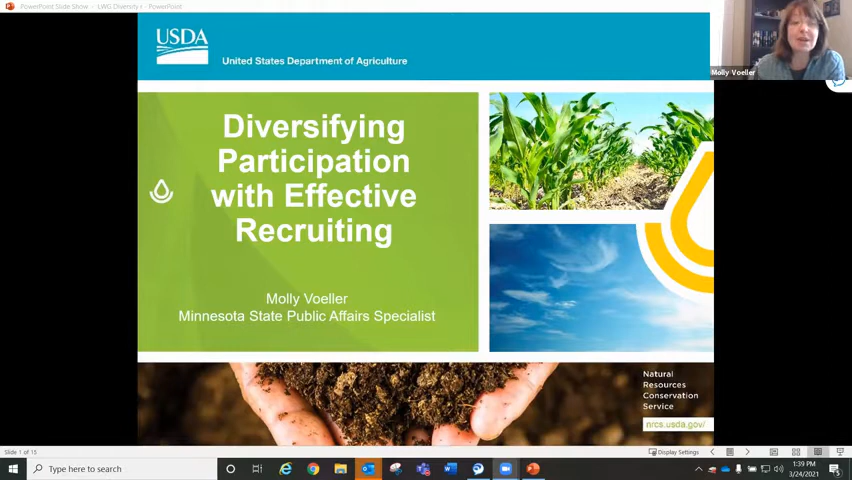 PowerPoint Slide Show - LWG Diversity I - PowerPoint
USDA
United States Department of Agriculture
Molly Voeller
Diversifying
Participation
with Effective
Recruiting
Molly Voeller
Minnesota State Public Affairs Specialist
Natural
Resources
Conservation
Service
nrcs.usda.gov/
Slide 1 of 15
Display Settings
Type here to search
1:39 PM
3/24/2021